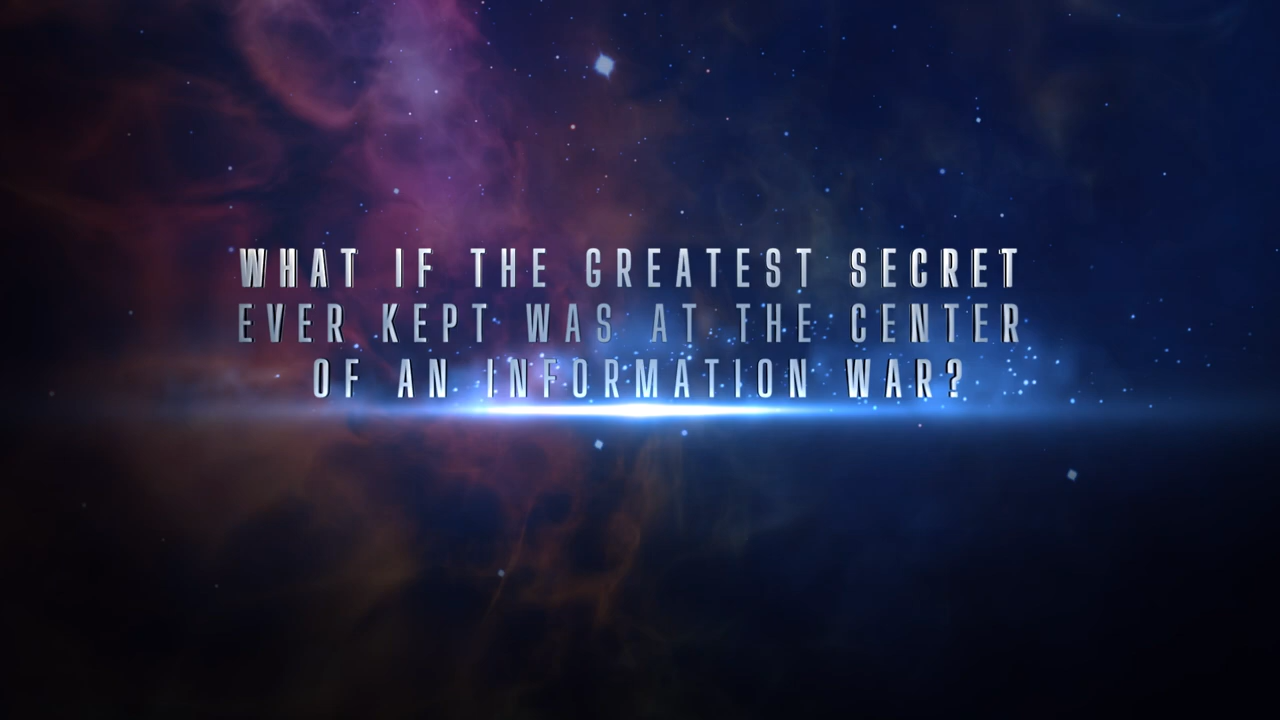 WHAT IF THE GREATEST SECRET
EVER KEPT WAS AT THE CENTER
OF AN INFORMATION WAR?